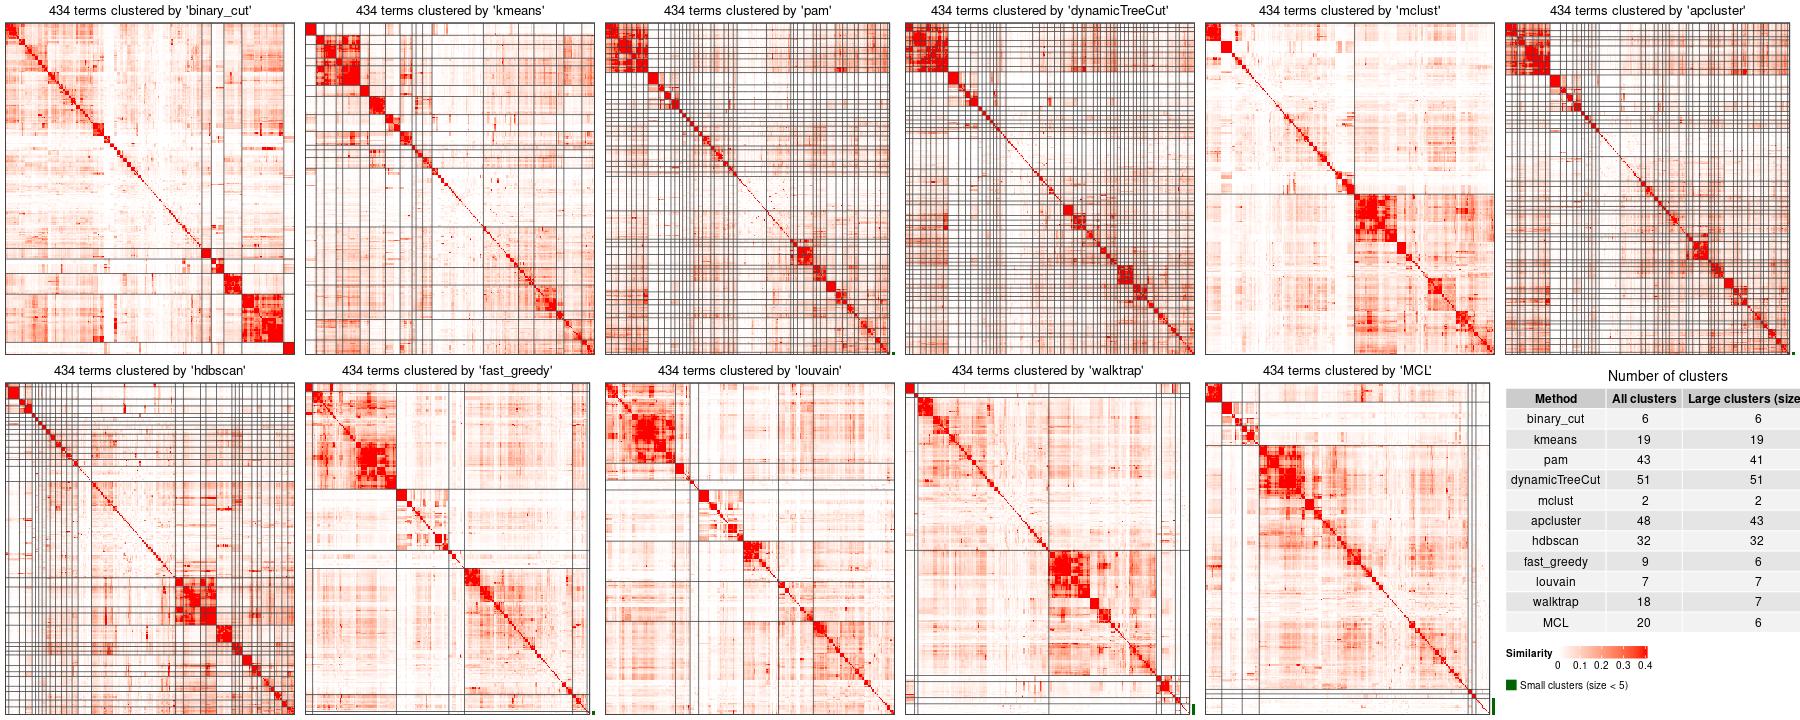 434 terms clustered by 'binary_cut'
434 terms clustered by 'kmeans'
434 terms clustered by 'pam'
434 terms clustered by 'dynamicTreeCut'
434 terms clustered by 'mclust'
434 terms clustered by 'apcluster'
434 terms clustered by 'hdbscan'
434 terms clustered by 'fast_greedy'
434 terms clustered by 'louvain'
434 terms clustered by 'walktrap'
434 terms clustered by 'MCL'
Number of clusters
Method All clusters Large clusters (size
binary_cut 6 6
kmeans 19 19
pam 43 41
dynamicTreeCut 51 51
mclust 2 2
apcluster 48 43
hdbscan 32 32
fast_greedy 9 6
louvain 7 7
walktrap 18 7
MCL 20 6
Similarity
0 0.1 0.2 0.3 0.4
Small clusters (size < 5)